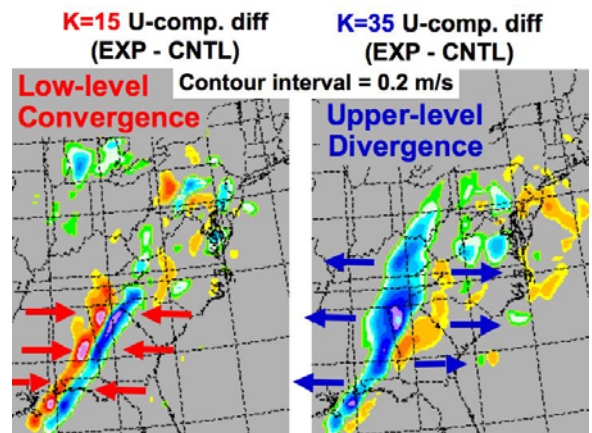 K=15 U-comp. diff
(EXP - CNTL)
K=35 U-comp. diff
(EXP - CNTL)
Contour interval = 0.2 m/s
Low-level
Convergence
Upper-level
Divergence